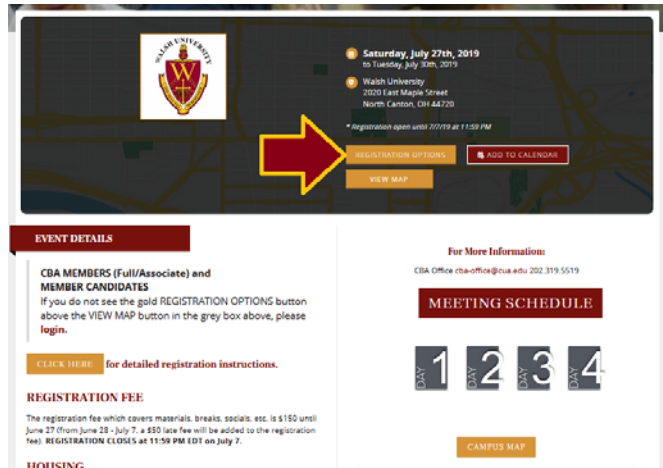 WALSH UNIVERSITY
W
Saturday, July 27th, 2019
to Tuesday, July 30th, 2019
Walsh University
2020 East Maple Street
North Canton, OH 44720
* Registration open until 7/7/19 at 11:59 PM
REGISTRATION OPTIONS
ADD TO CALENDAR
VIEW MAP
EVENT DETAILS
CBA MEMBERS (Full/Associate) and
MEMBER CANDIDATES
If you do not see the gold REGISTRATION OPTIONS button
above the VIEW MAP button in the grey box above, please
login.
CLICK HERE for detailed registration instructions.
REGISTRATION FEE
The registration fee which covers materials, breaks, socials, etc. is $150 until
June 27 (from June 28 - July 7, a $50 late fee will be added to the registration
fee). REGISTRATION CLOSES at 11:59 PM EDT on July 7.
HOUSING
For More Information:
CBA Office cba-office@cua.edu 202.319.5519
MEETING SCHEDULE
DAY 1 DAY 2 DAY 3 DAY 4
CAMPUS MAP